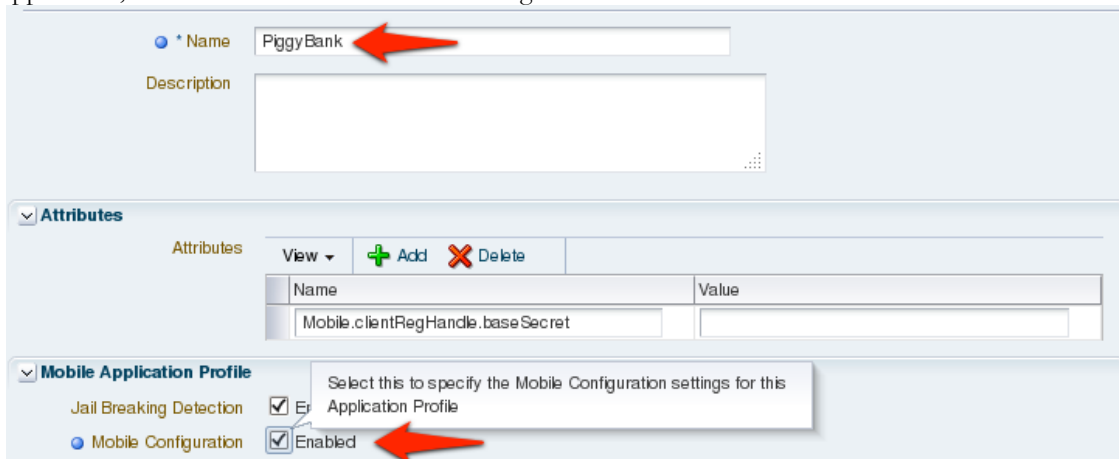 * Name PiggyBank
Description
Attributes
Attributes View Add Delete
Name Value
Mobile.clientRegHandle.baseSecret
Mobile Application Profile
Select this to specify the Mobile Configuration settings for this
Application Profile
Jail Breaking Detection
Mobile Configuration Enabled